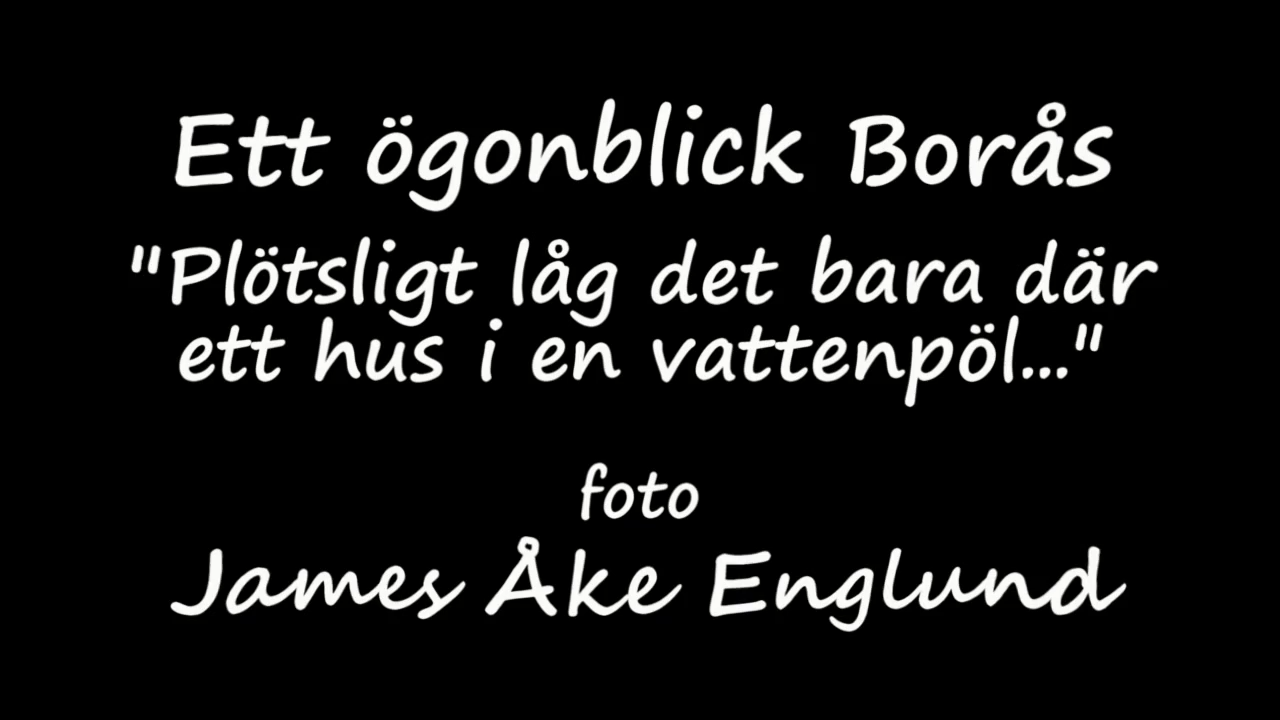 Ett ögonblick Borås
"Plötsligt låg det bara där
ett hus i en vattenpöl..."
foto
James Åke Englund